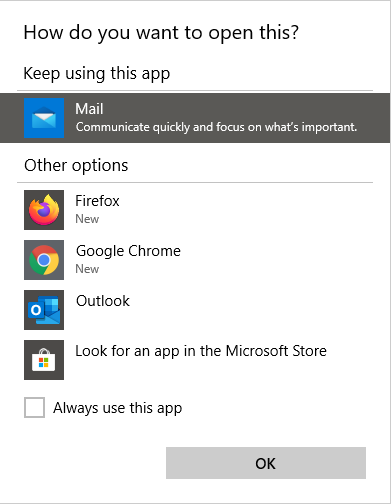 How do you want to open this?
Keep using this app
Mail
Communicate quickly and focus on what's important.
Other options
Firefox
New
Google Chrome
New
Outlook
Look for an app in the Microsoft Store
Always use this app
OK